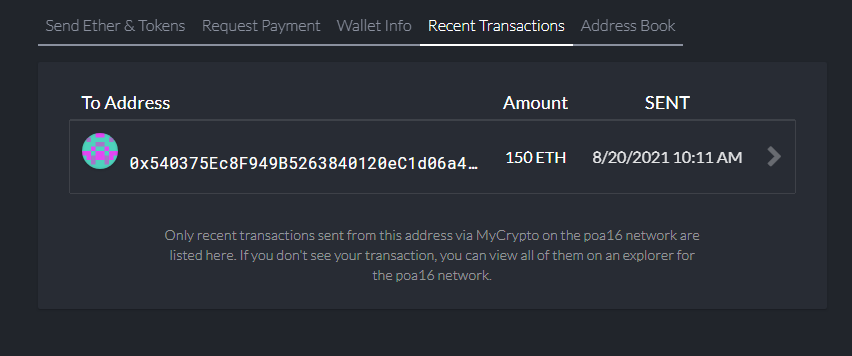 Send Ether & Tokens Request Payment Wallet Info Recent Transactions Address Book
To Address Amount SENT
0x540375Ec8F949B5263840120eC1d06a4… 150 ETH 8/20/2021 10:11 AM
Only recent transactions sent from this address via MyCrypto on the poa16 network are
listed here. If you don't see your transaction, you can view all of them on an explorer for
the poa16 network.